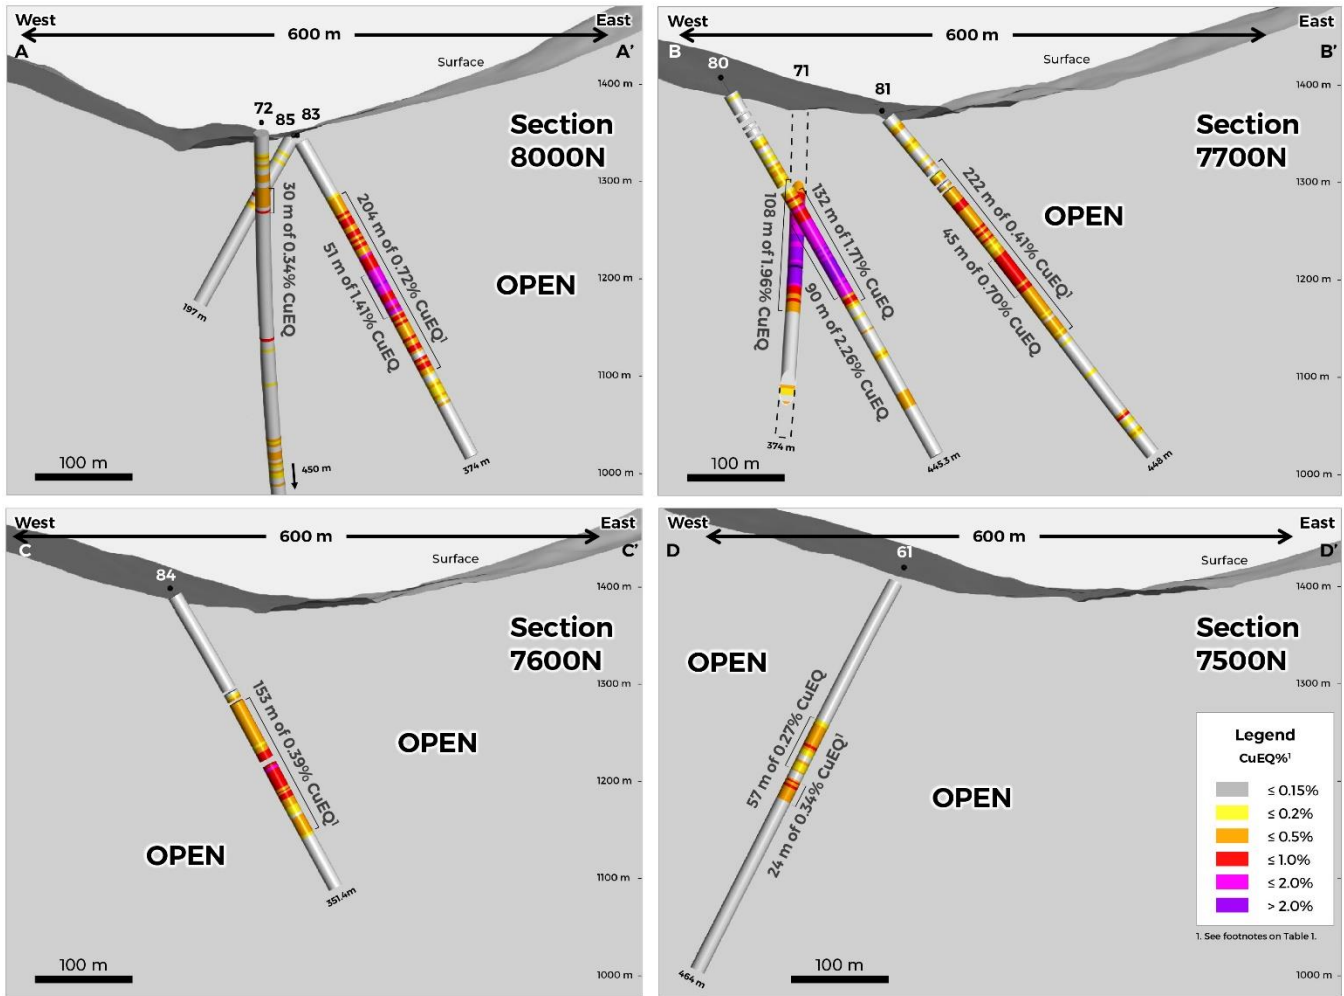 West
East
600 m
A
A'
Surface
72
85
83
1400 m
Section
8000N
1300 m
30 m of 0.34% CuEQ
204 m of 0.72% CuEQ¹
51 m of 1.41% CuEQ
OPEN
1200 m
197 m
1100 m
450 m
374 m
100 m
1000 m
West
East
600 m
B
B'
80
71
81
Surface
1400 m
Section
7700N
1300 m
108 m of 1.96% CuEQ
132 m of 1.71% CuEQ
90 m of 2.26% CuEQ
222 m of 0.41% CuEQ¹
45 m of 0.70% CuEQ
OPEN
1200 m
1100 m
374 m
445.3 m
448 m
100 m
1000 m
West
East
600 m
C
C'
84
Surface
1400 m
Section
7600N
1300 m
153 m of 0.39% CuEQ¹
OPEN
1200 m
OPEN
1100 m
351.4m
100 m
1000 m
West
East
600 m
D
D'
61
Surface
1400 m
Section
7500N
OPEN
1300 m
57 m of 0.27% CuEQ
24 m of 0.34% CuEQ¹
OPEN
464 m
100 m
1000 m
Legend
CuEQ%¹
≤ 0.15%
≤ 0.2%
≤ 0.5%
≤ 1.0%
≤ 2.0%
> 2.0%
1. See footnotes on Table 1.